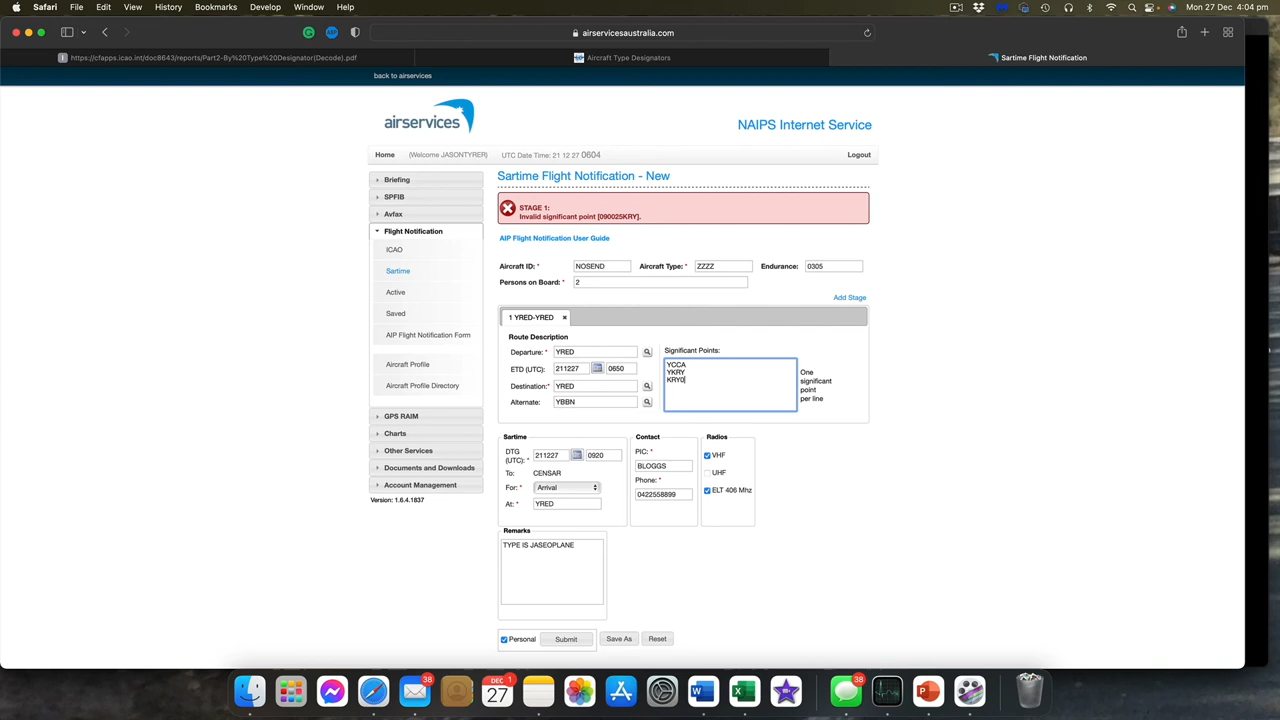 Safari File Edit View History Bookmarks Develop Window Help
Mon 27 Dec 4:04 pm
airservicesaustralia.com
https://cfapps.icao.int/doc8643/reports/Part2-By%20Type%20Designator(Decode).pdf
Aircraft Type Designators
Sartime Flight Notification
back to airservices
airservices
NAIPS Internet Service
Home (Welcome JASONTYRER) UTC Date Time: 21 12 27 0604 Logout
Briefing
SPFIB
Avfax
Flight Notification
ICAO
Sartime
Active
Saved
AIP Flight Notification Form
Aircraft Profile
Aircraft Profile Directory
GPS RAIM
Charts
Other Services
Documents and Downloads
Account Management
Version: 1.6.4.1837
Sartime Flight Notification - New
STAGE 1:
Invalid significant point [090025KRY].
AIP Flight Notification User Guide
Aircraft ID: * NOSEND Aircraft Type: * ZZZZ Endurance: 0305
Persons on Board: * 2
Add Stage
1 YRED-YRED
Route Description
Departure: * YRED
ETD (UTC): 211227 0650
Destination:* YRED
Alternate: YBBN
Significant Points:
YCCA
YKRY
KRY0
One
significant
point
per line
Sartime
DTG
(UTC): * 211227 0920
To: CENSAR
For: * Arrival
At: * YRED
Contact
PIC: *
BLOGGS
Phone: *
0422558899
Radios
VHF
UHF
ELT 406 Mhz
Remarks
TYPE IS JASEOPLANE
Personal Submit Save As Reset
38
DEC
27
1
38